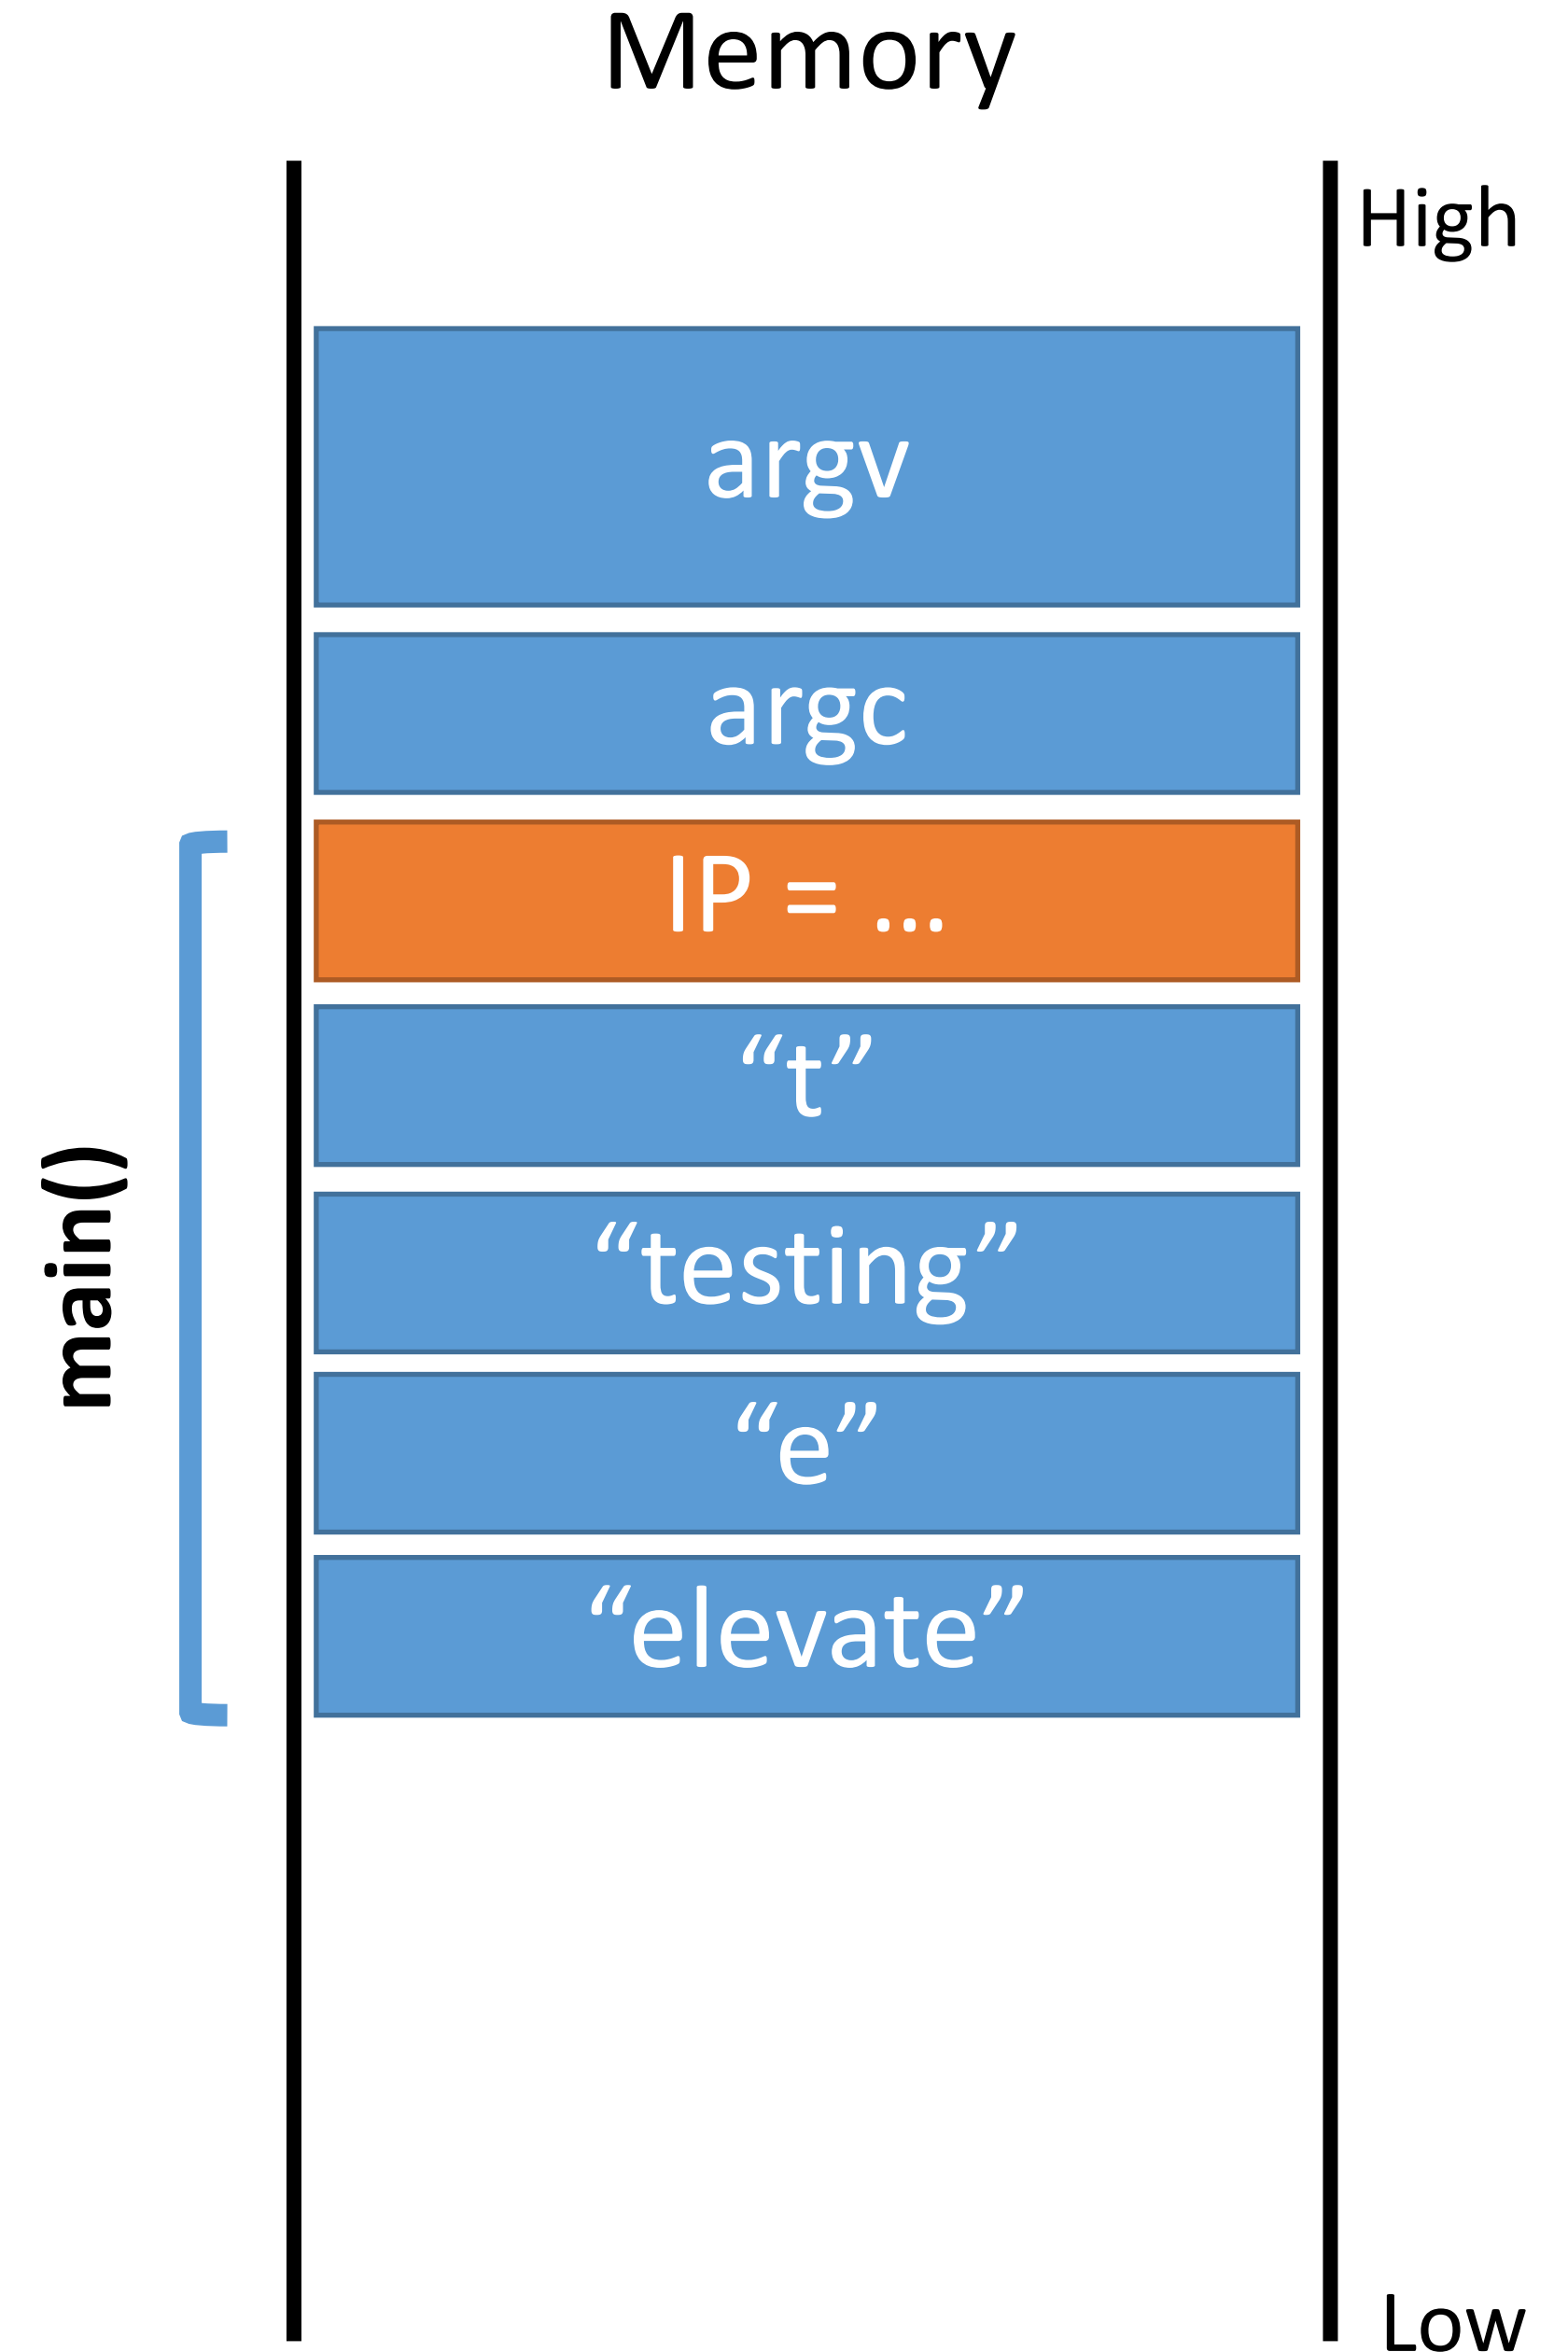 Memory
High
argv
argc
IP = …
“t”
main()
“testing”
“e”
“elevate”
Low